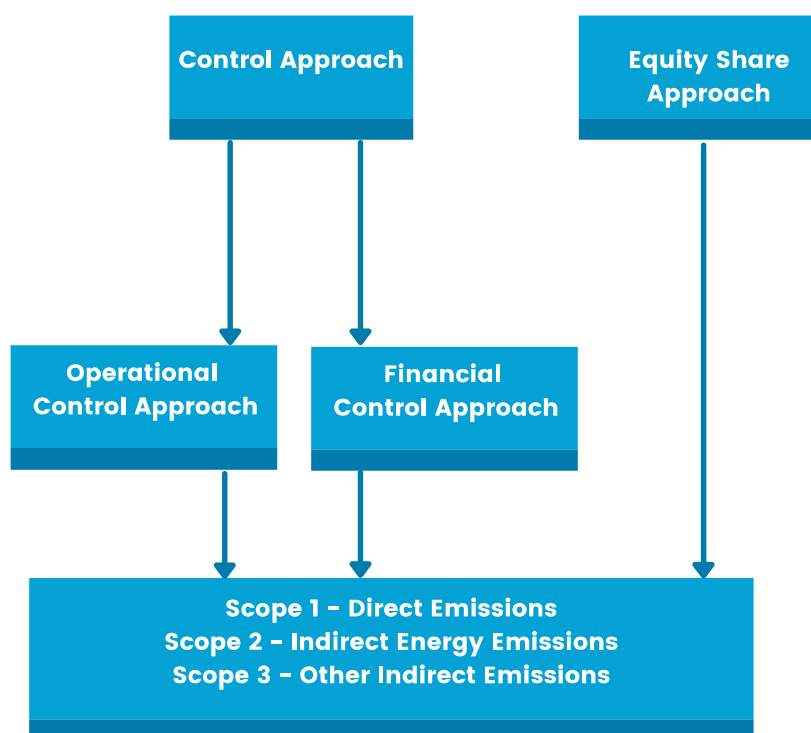 Control Approach
Equity Share
Approach
Operational
Control Approach
Financial
Control Approach
Scope 1 - Direct Emissions
Scope 2 - Indirect Energy Emissions
Scope 3 - Other Indirect Emissions